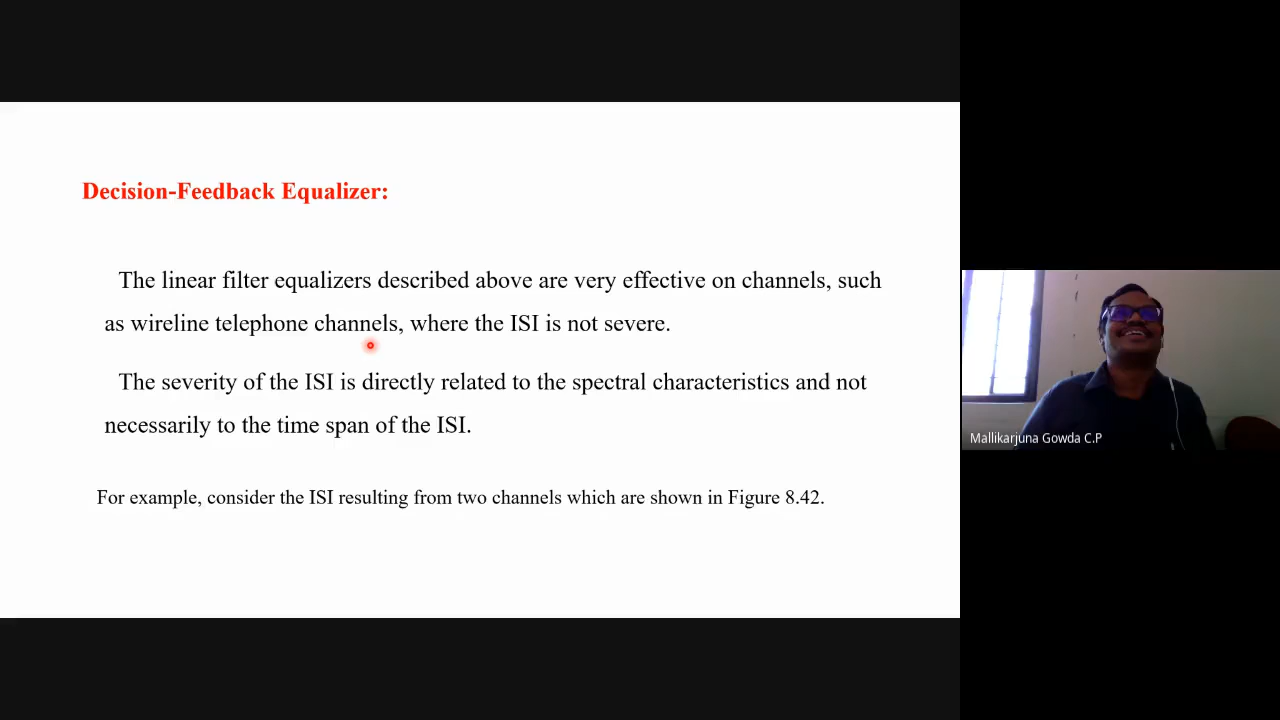 Decision-Feedback Equalizer:
The linear filter equalizers described above are very effective on channels, such
as wireline telephone channels, where the ISI is not severe.
The severity of the ISI is directly related to the spectral characteristics and not
necessarily to the time span of the ISI.
For example, consider the ISI resulting from two channels which are shown in Figure 8.42.
Mallikarjuna Gowda C.P